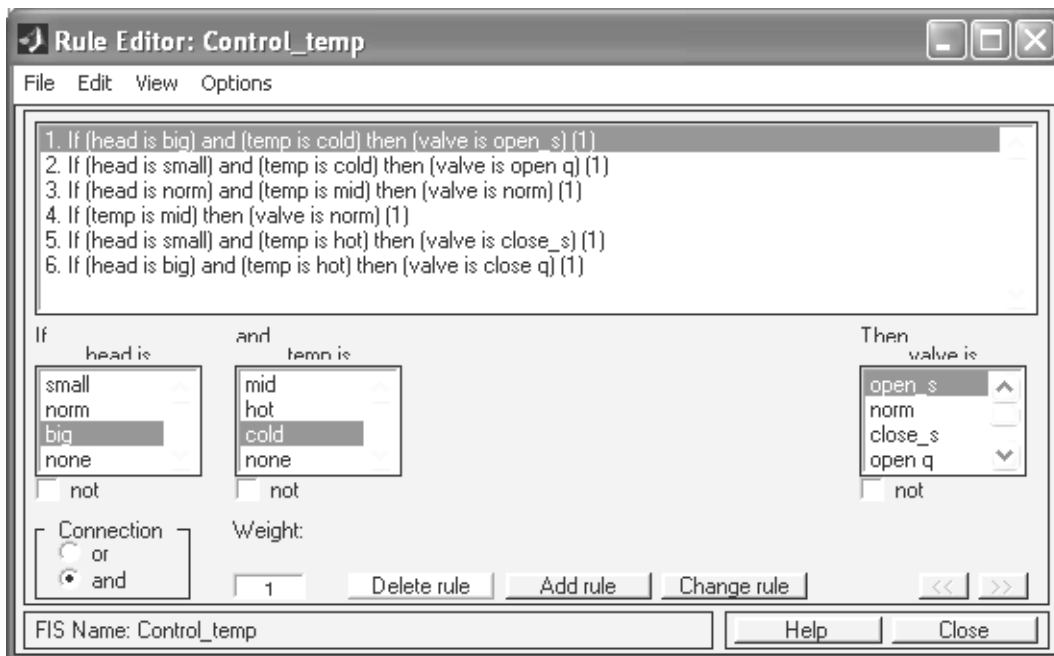 Rule Editor: Control_temp
File Edit View Options
1. If (head is big) and (temp is cold) then (valve is open_s) (1)
2. If (head is small) and (temp is cold) then (valve is open q) (1)
3. If (head is norm) and (temp is mid) then (valve is norm) (1)
4. If (temp is mid) then (valve is norm) (1)
5. If (head is small) and (temp is hot) then (valve is close_s) (1)
6. If (head is big) and (temp is hot) then (valve is close q) (1)
If and Then
head is temp is valve is
small mid open_s
norm hot norm
big cold close_s
none none open q
not not not
Connection Weight:
or
and 1 Delete rule Add rule Change rule << >>
FIS Name: Control_temp Help Close